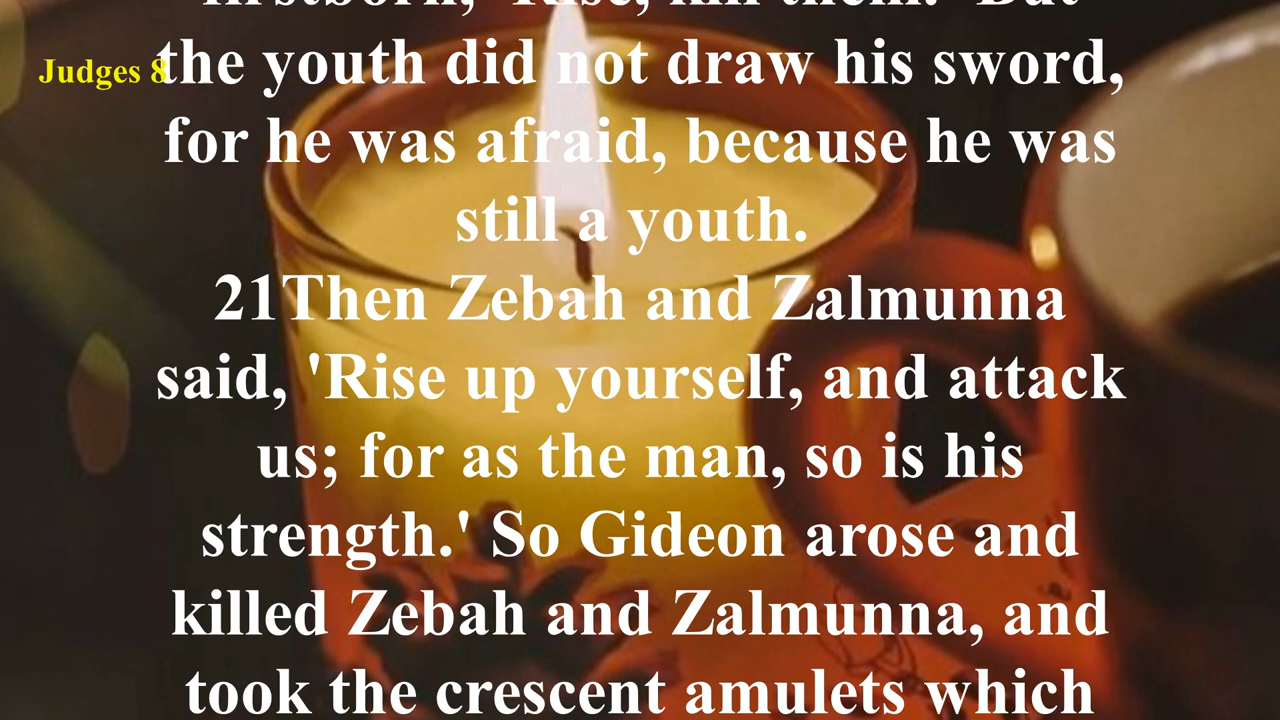 firstborn, 'Rise, kill them!' But
Judges 8
the youth did not draw his sword,
for he was afraid, because he was
still a youth.
21Then Zebah and Zalmunna
said, 'Rise up yourself, and attack
us; for as the man, so is his
strength.' So Gideon arose and
killed Zebah and Zalmunna, and
took the crescent amulets which